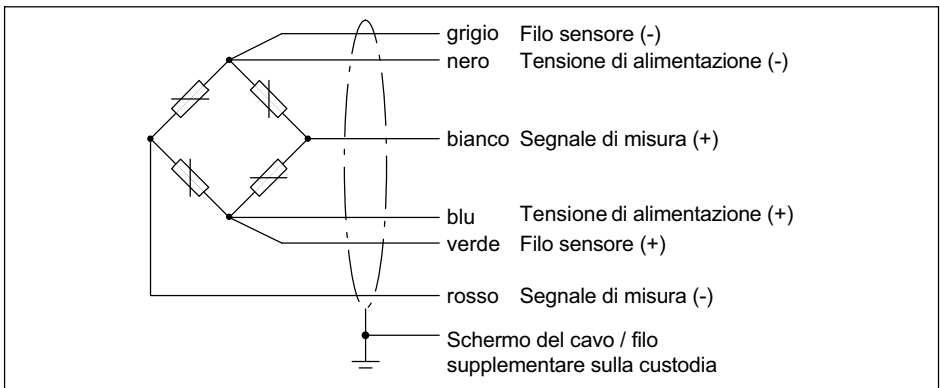 grigio Filo sensore (-)
nero Tensione di alimentazione (-)
bianco Segnale di misura (+)
blu Tensione di alimentazione (+)
verde Filo sensore (+)
rosso Segnale di misura (-)
Schermo del cavo / filo
supplementare sulla custodia